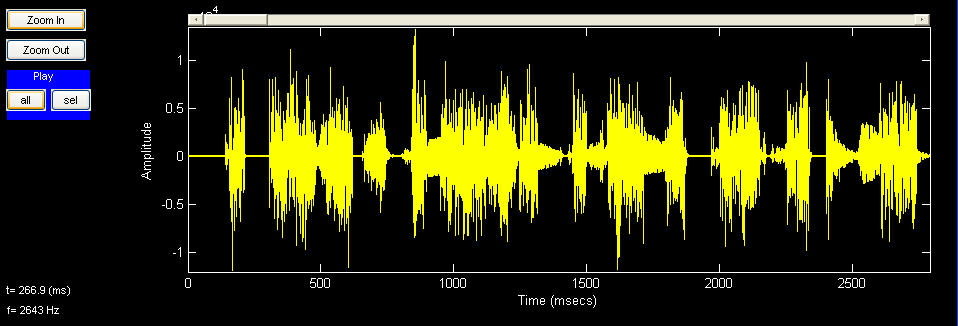 Zoom In
Zoom Out
Play
all
sel
4
1
0.5
0
-0.5
-1
Amplitude
0
500
1000
1500
2000
2500
Time (msecs)
t= 266.9 (ms)
f= 2643 Hz